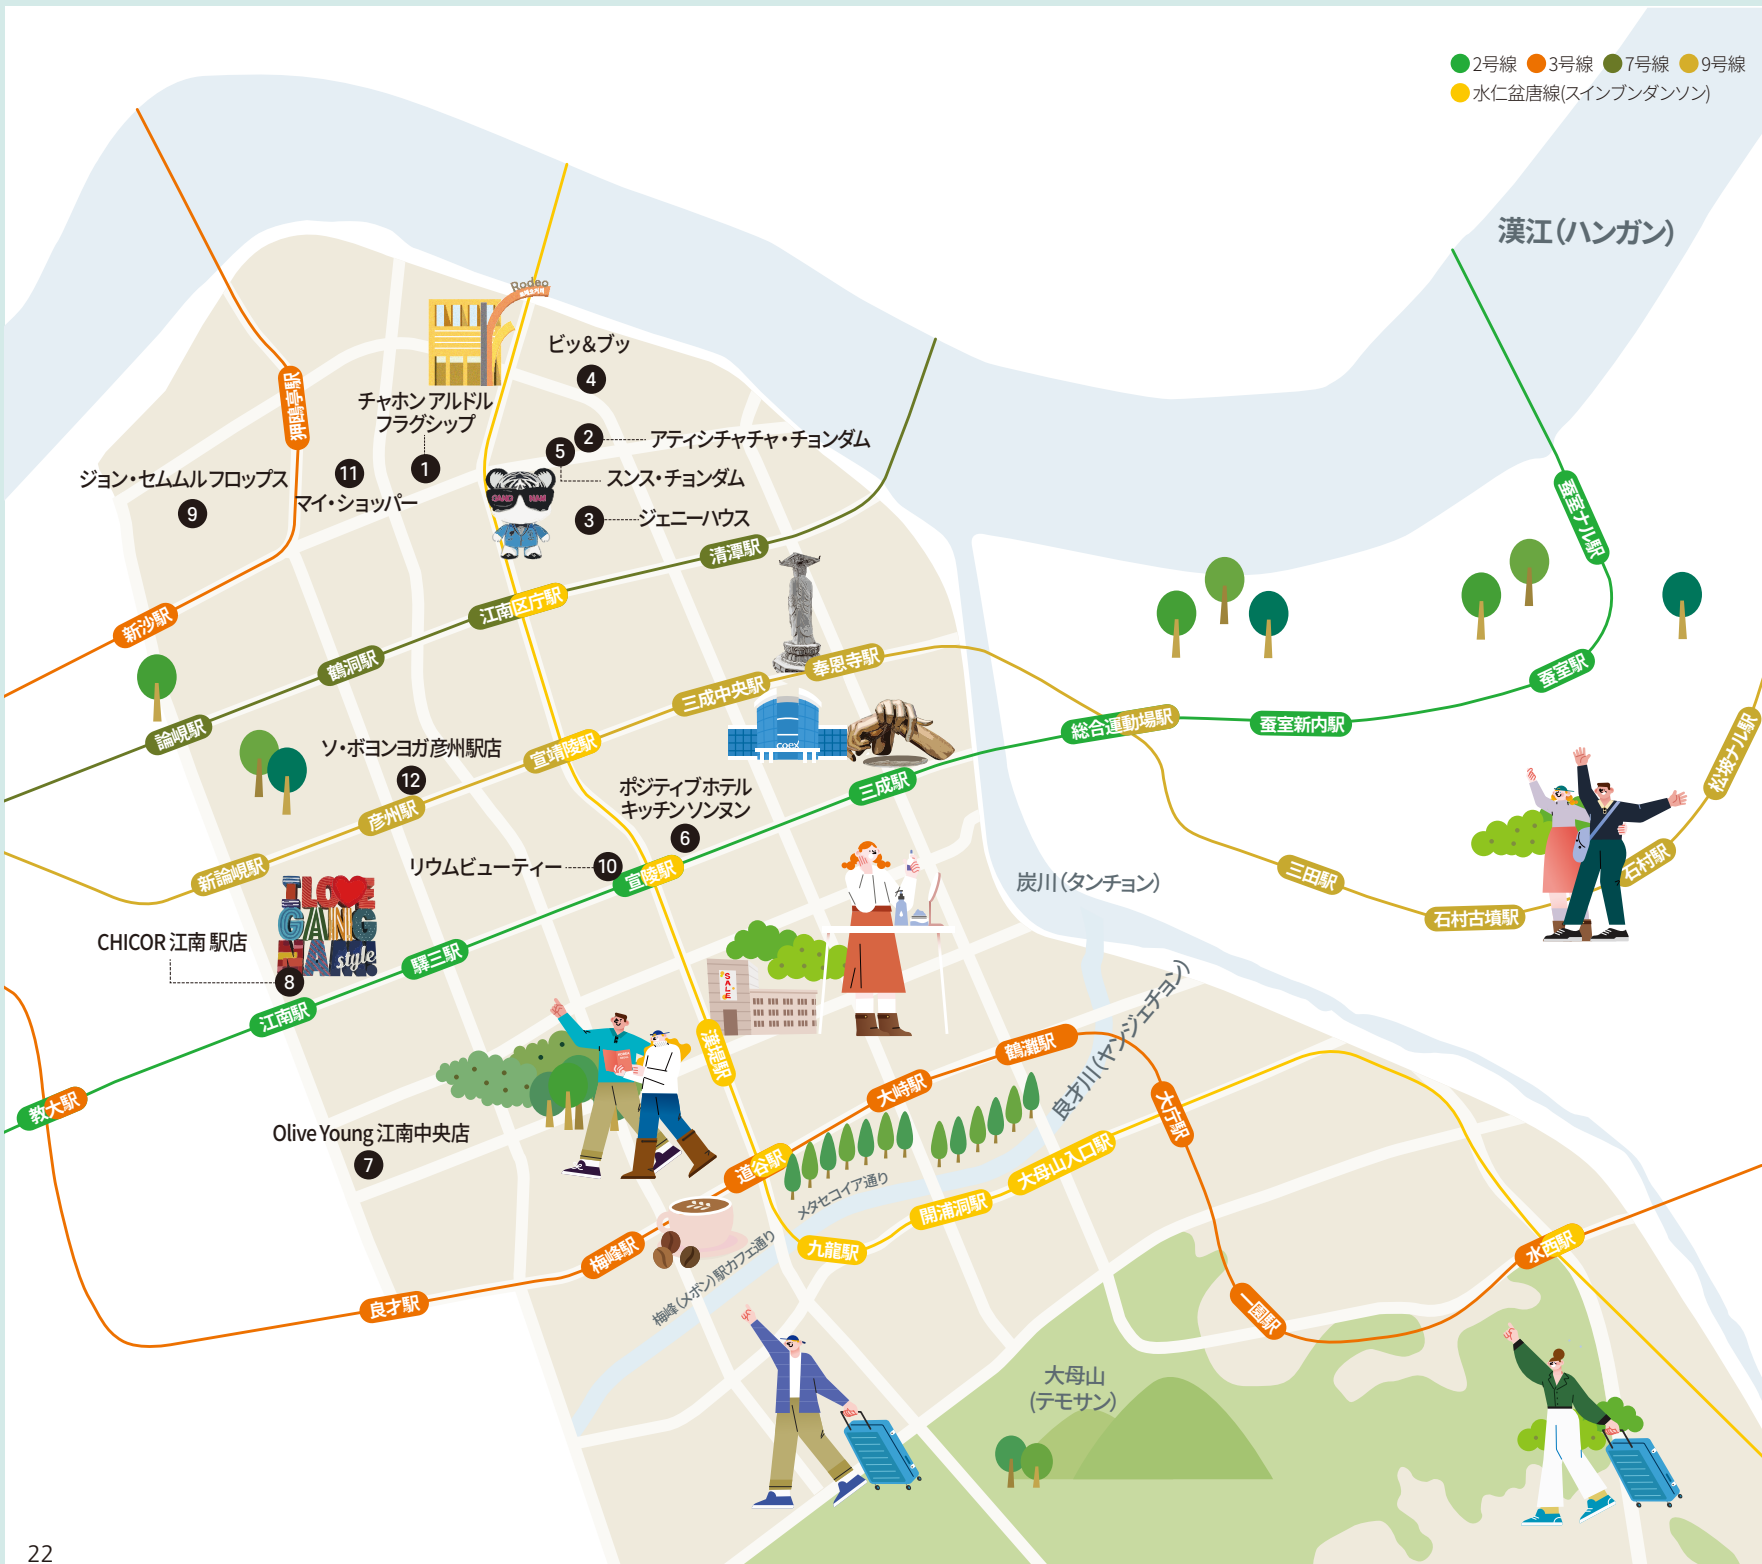 2号線 3号線 7号線 9号線
水仁盆唐線(スインブンダンソン)
漢江(ハンガン)
Rodeo
ビッ&ブッ
4
狎鴎亭駅
チャホン アルドル
フラグシップ
1
2
アティシチャチャ・チョンダム
5
スンス・チョンダム
ジョン・セムムル フロップス
9
11
マイ・ショッパー
3
ジェニーハウス
GANG NAM
蚕室ナル駅
清潭駅
江南区庁駅
新沙駅
鶴洞駅
論峴駅
奉恩寺駅
三成中央駅
蚕室駅
総合運動場駅
蚕室新内駅
松坡ナル駅
coex
ソ・ボヨンヨガ彦州駅店
12
宣靖陵駅
彦州駅
ポジティブ ホテル
キッチン ソンヌン
6
三成駅
リウムビューティー
10
宣陵駅
新論峴駅
炭川(タンチョン)
三田駅
石村駅
石村古墳駅
I LOVE
GANG
NAM
style
CHICOR 江南 駅店
8
驛三駅
江南駅
SALE
漢堤駅
鶴灘駅
良才川(ヤンジェチョン)
教大駅
大峙駅
大庁駅
Olive Young 江南中央店
7
道谷駅
大母山入口駅
メタセコイア通り
開浦洞駅
九龍駅
梅峰駅
梅峰(メボン)駅カフェ通り
水西駅
良才駅
一園駅
大母山
(テモサン)
22